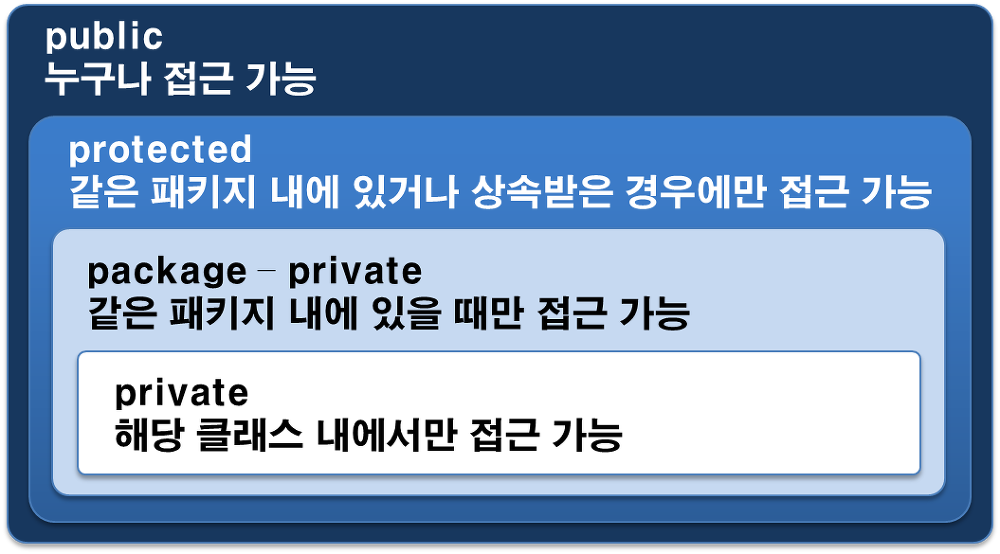 public
누구나 접근 가능
protected
같은 패키지 내에 있거나 상속받은 경우에만 접근 가능
package – private
같은 패키지 내에 있을 때만 접근 가능
private
해당 클래스 내에서만 접근 가능